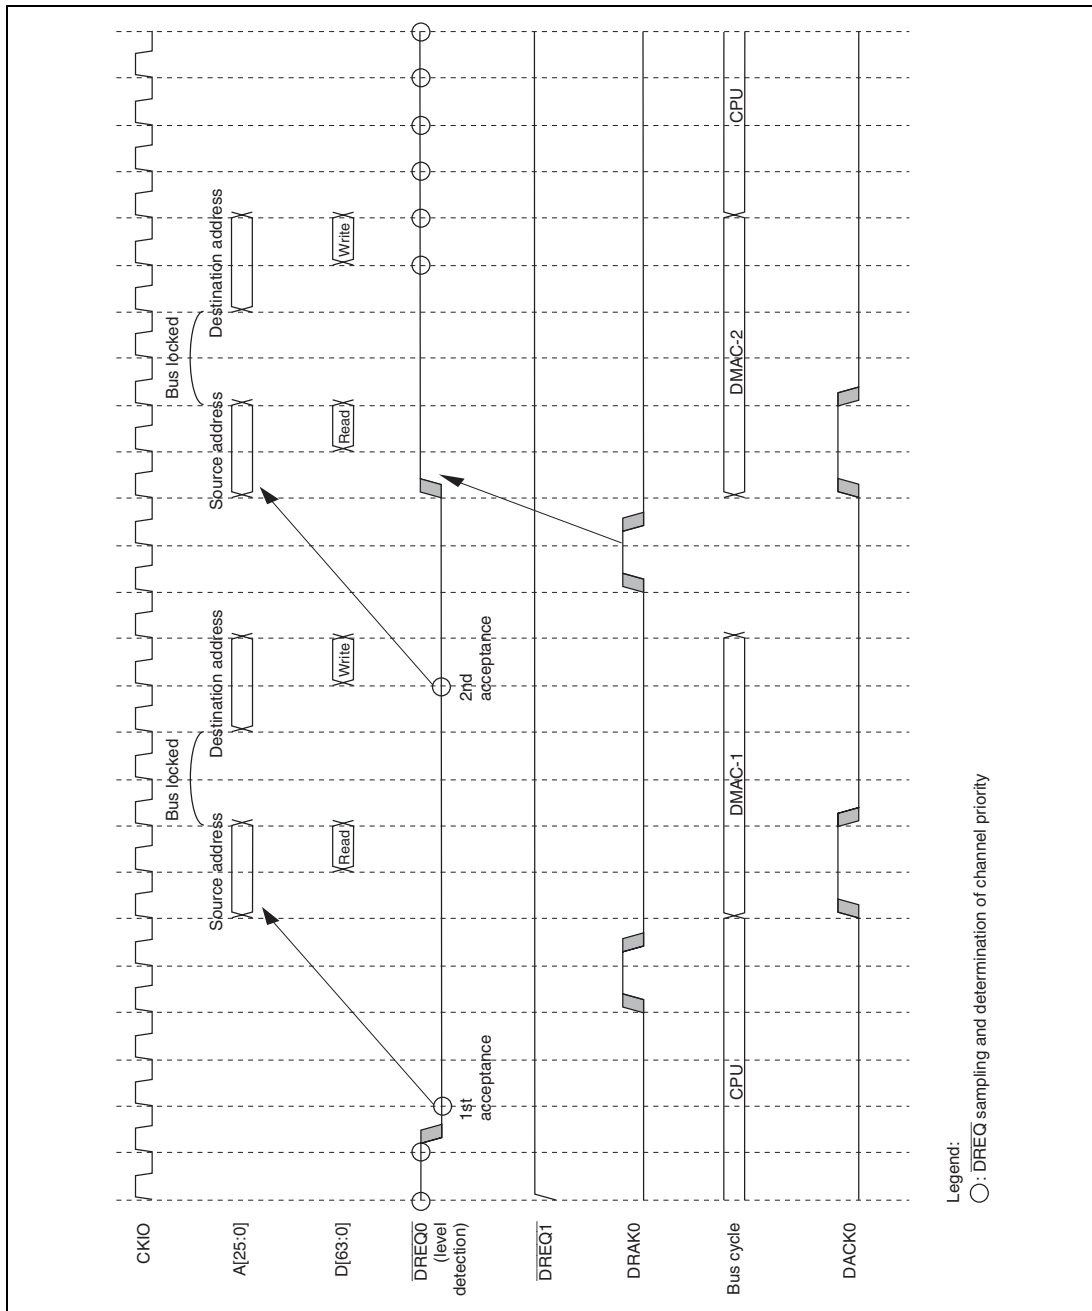 CKIO
A[25:0]
Source address
Bus locked
Destination address
Source address
Bus locked
Destination address
D[63:0]
Read
Write
Read
Write
DREQ0
(level
detection)
1st
acceptance
2nd
acceptance
DREQ1
DRAK0
Bus cycle
CPU
DMAC-1
DMAC-2
CPU
DACK0
Legend:
: DREQ sampling and determination of channel priority